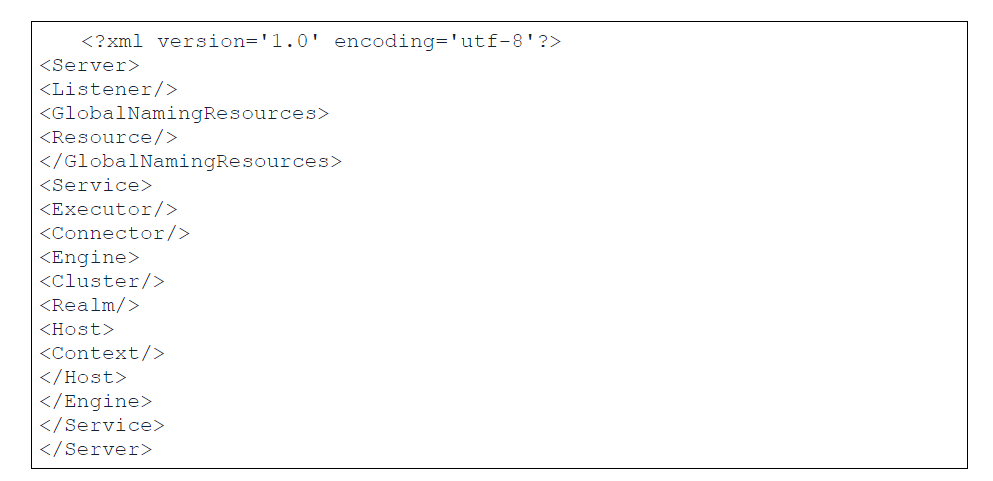 <?xml version='1.0' encoding='utf-8'?>
<Server>
<Listener/>
<GlobalNamingResources>
<Resource/>
</GlobalNamingResources>
<Service>
<Executor/>
<Connector/>
<Engine>
<Cluster/>
<Realm/>
<Host>
<Context/>
</Host>
</Engine>
</Service>
</Server>